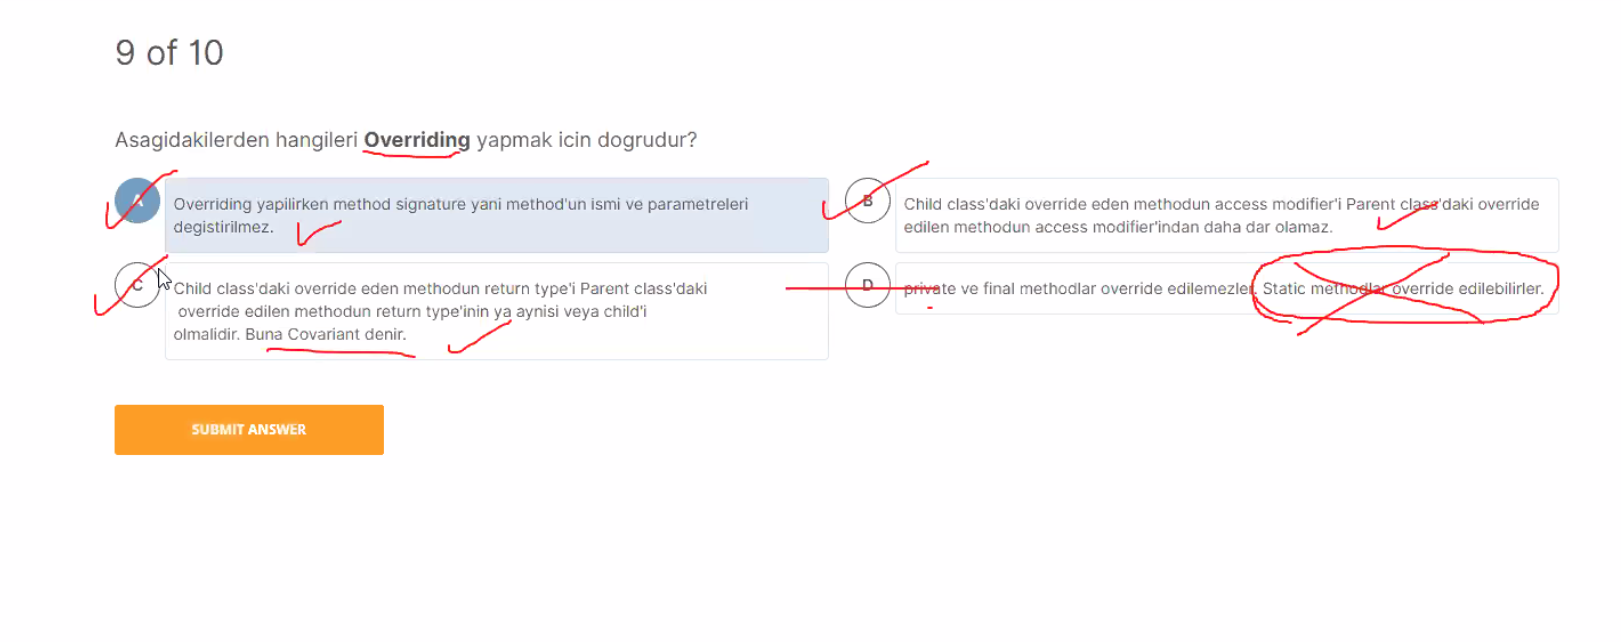 9 of 10
Asagidakilerden hangileri Overriding yapmak icin dogrudur?
A
Overriding yapilirken method signature yani method'un ismi ve parametreleri
degistirilmez.
B
Child class'daki override eden methodun access modifier'i Parent class'daki override
edilen methodun access modifier'indan daha dar olamaz.
C
Child class'daki override eden methodun return type'i Parent class'daki
override edilen methodun return type'inin ya aynisi veya child'i
olmalidir. Buna Covariant denir.
D
private ve final methodlar override edilemezler. Static methodlar override edilebilirler.
SUBMIT ANSWER